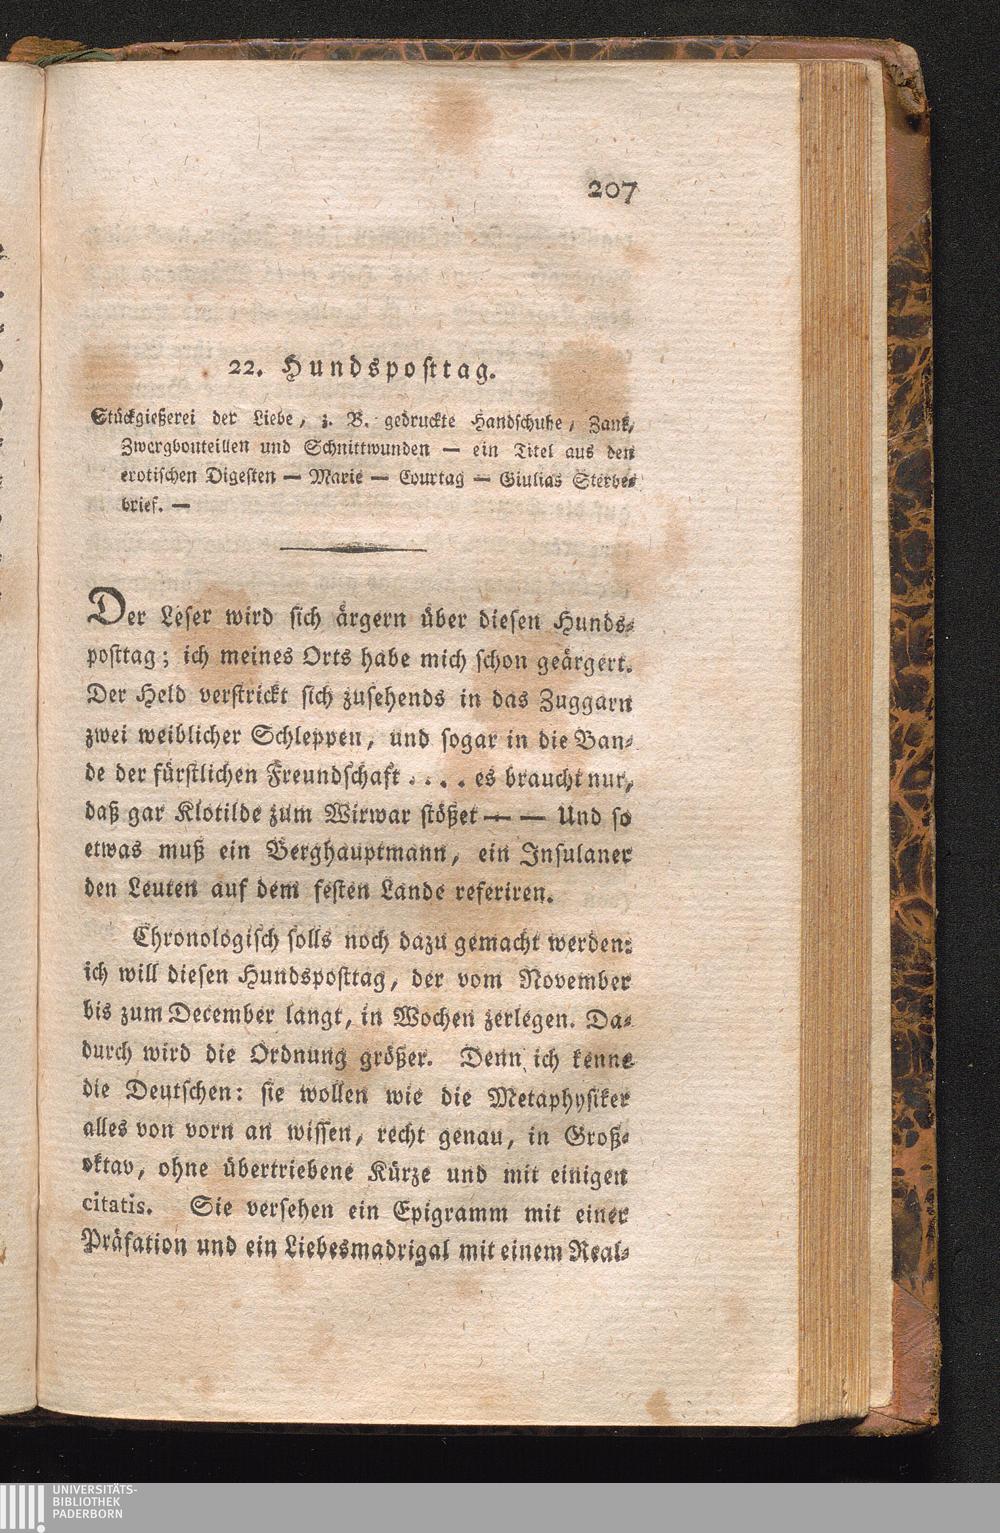 207
22. Hundsposttag.
Stückgießerei der Liebe, z. B. gedruckte Handschuhe, Zank,
Zwergbouteillen und Schnittwunden — ein Titel aus den
erotischen Digesten — Marie — Courtag — Giulias Sterbe-
brief. —
Der Leser wird sich ärgern über diesen Hunds-
posttag; ich meines Orts habe mich schon geärgert.
Der Held verstrickt sich zusehends in das Zuggarn
zwei weiblicher Schleppen, und sogar in die Ban-
de der fürstlichen Freundschaft .... es braucht nur,
daß gar Klotilde zum Wirwar stößet — — Und so
etwas muß ein Berghauptmann, ein Insulaner
den Leuten auf dem festen Lande referiren.
Chronologisch solls noch dazu gemacht werden:
ich will diesen Hundsposttag, der vom November
bis zum December langt, in Wochen zerlegen. Da-
durch wird die Ordnung größer. Denn ich kenne
die Deutschen: sie wollen wie die Metaphysiker
alles von vorn an wissen, recht genau, in Groß-
oktav, ohne übertriebene Kürze und mit einigen
citatis. Sie versehen ein Epigramm mit einer
Präfation und ein Liebesmadrigal mit einem Real-
UNIVERSITÄTS-
BIBLIOTHEK
PADERBORN